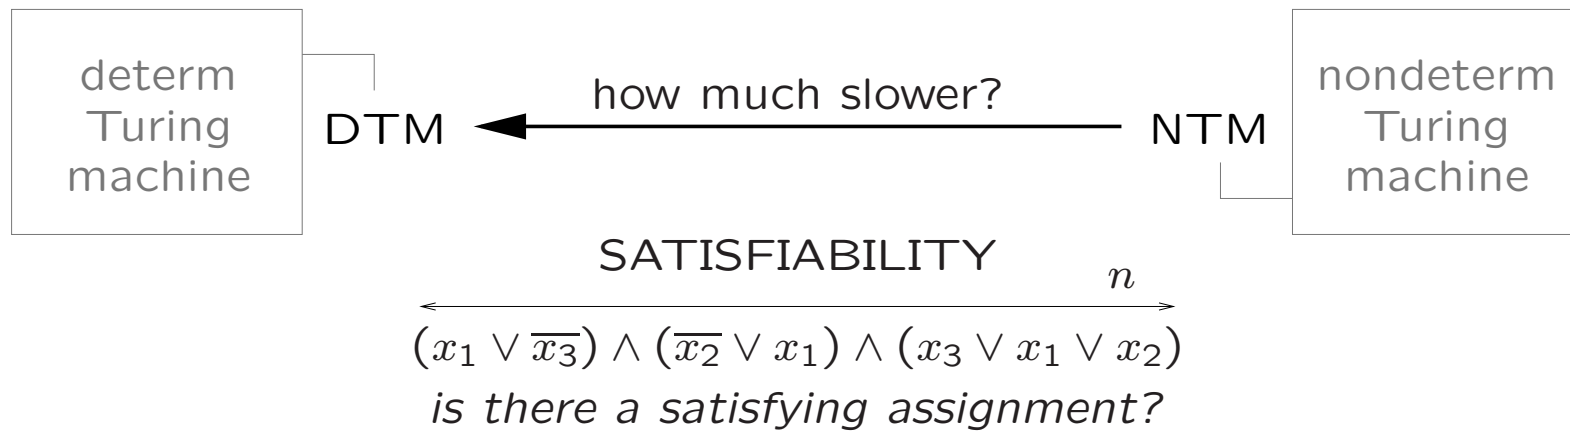 determ
Turing
machine
DTM
how much slower?
NTM
nondeterm
Turing
machine
SATISFIABILITY
n
(x₁ ∨ x̅₃) ∧ (x̅₂ ∨ x₁) ∧ (x₃ ∨ x₁ ∨ x₂)
is there a satisfying assignment?